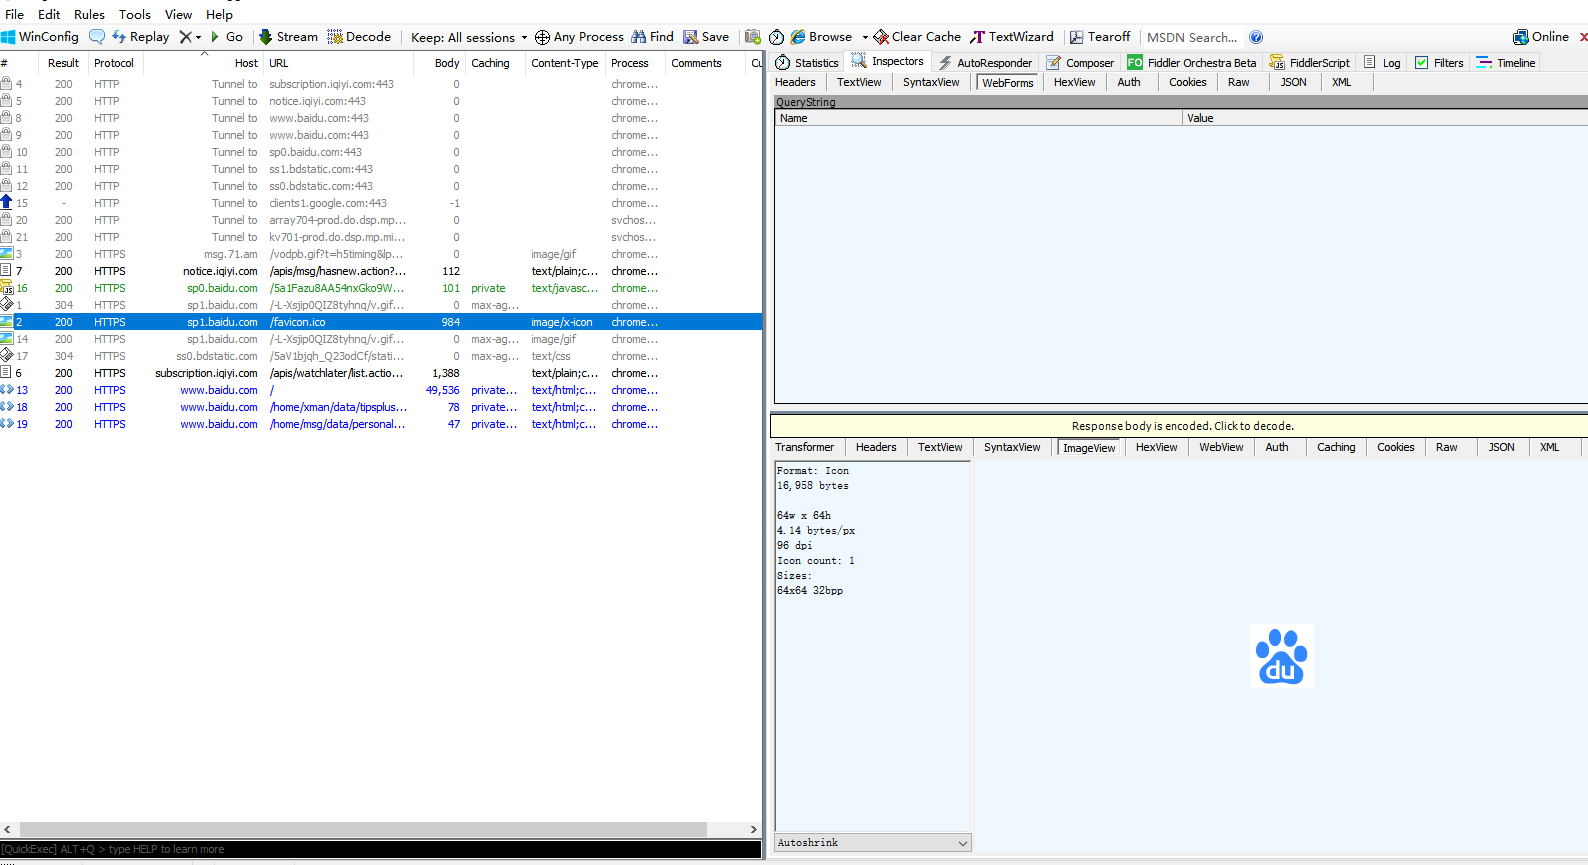 File Edit Rules Tools View Help
WinConfig Replay Go Stream Decode Keep: All sessions Any Process Find Save Browse Clear Cache TextWizard Tearoff MSDN Search... Online
# Result Protocol Host URL Body Caching Content-Type Process Comments Cu
4 200 HTTP Tunnel to subscription.iqiyi.com:443 0 chrome...
5 200 HTTP Tunnel to notice.iqiyi.com:443 0 chrome...
8 200 HTTP Tunnel to www.baidu.com:443 0 chrome...
9 200 HTTP Tunnel to www.baidu.com:443 0 chrome...
10 200 HTTP Tunnel to sp0.baidu.com:443 0 chrome...
11 200 HTTP Tunnel to ss1.bdstatic.com:443 0 chrome...
12 200 HTTP Tunnel to ss0.bdstatic.com:443 0 chrome...
15 - HTTP Tunnel to clients1.google.com:443 -1 chrome...
20 200 HTTP Tunnel to array704-prod.do.dsp.mp... 0 svchos...
21 200 HTTP Tunnel to kv701-prod.do.dsp.mp.mi... 0 svchos...
3 200 HTTPS msg.71.am /vodpb.gif?t=h5timing&lp... 0 image/gif chrome...
7 200 HTTPS notice.iqiyi.com /apis/msg/hasnew.action?... 112 text/plain;c... chrome...
16 200 HTTPS sp0.baidu.com /5a1Fazu8AA54nxGko9W... 101 private text/javasc... chrome...
1 304 HTTPS sp1.baidu.com /-L-Xsjip0QIZ8tyhnq/v.gif... 0 max-ag... chrome...
2 200 HTTPS sp1.baidu.com /favicon.ico 984 image/x-icon chrome...
14 200 HTTPS sp1.baidu.com /-L-Xsjip0QIZ8tyhnq/v.gif... 0 max-ag... image/gif chrome...
17 304 HTTPS ss0.bdstatic.com /5aV1bjqh_Q23odCf/stati... 0 max-ag... text/css chrome...
6 200 HTTPS subscription.iqiyi.com /apis/watchlater/list.actio... 1,388 text/plain;c... chrome...
13 200 HTTPS www.baidu.com / 49,536 private... text/html;c... chrome...
18 200 HTTPS www.baidu.com /home/xman/data/tipsplus... 78 private... text/html;c... chrome...
19 200 HTTPS www.baidu.com /home/msg/data/personal... 47 private... text/html;c... chrome...
[QuickExec] ALT+Q > type HELP to learn more
Statistics Inspectors AutoResponder Composer FO Fiddler Orchestra Beta FiddlerScript Log Filters Timeline
Headers TextView SyntaxView WebForms HexView Auth Cookies Raw JSON XML
QueryString
Name Value
Response body is encoded. Click to decode.
Transformer Headers TextView SyntaxView ImageView HexView WebView Auth Caching Cookies Raw JSON XML
Format: Icon
16,958 bytes
64w x 64h
4.14 bytes/px
96 dpi
Icon count: 1
Sizes:
64x64 32bpp
du
Autoshrink